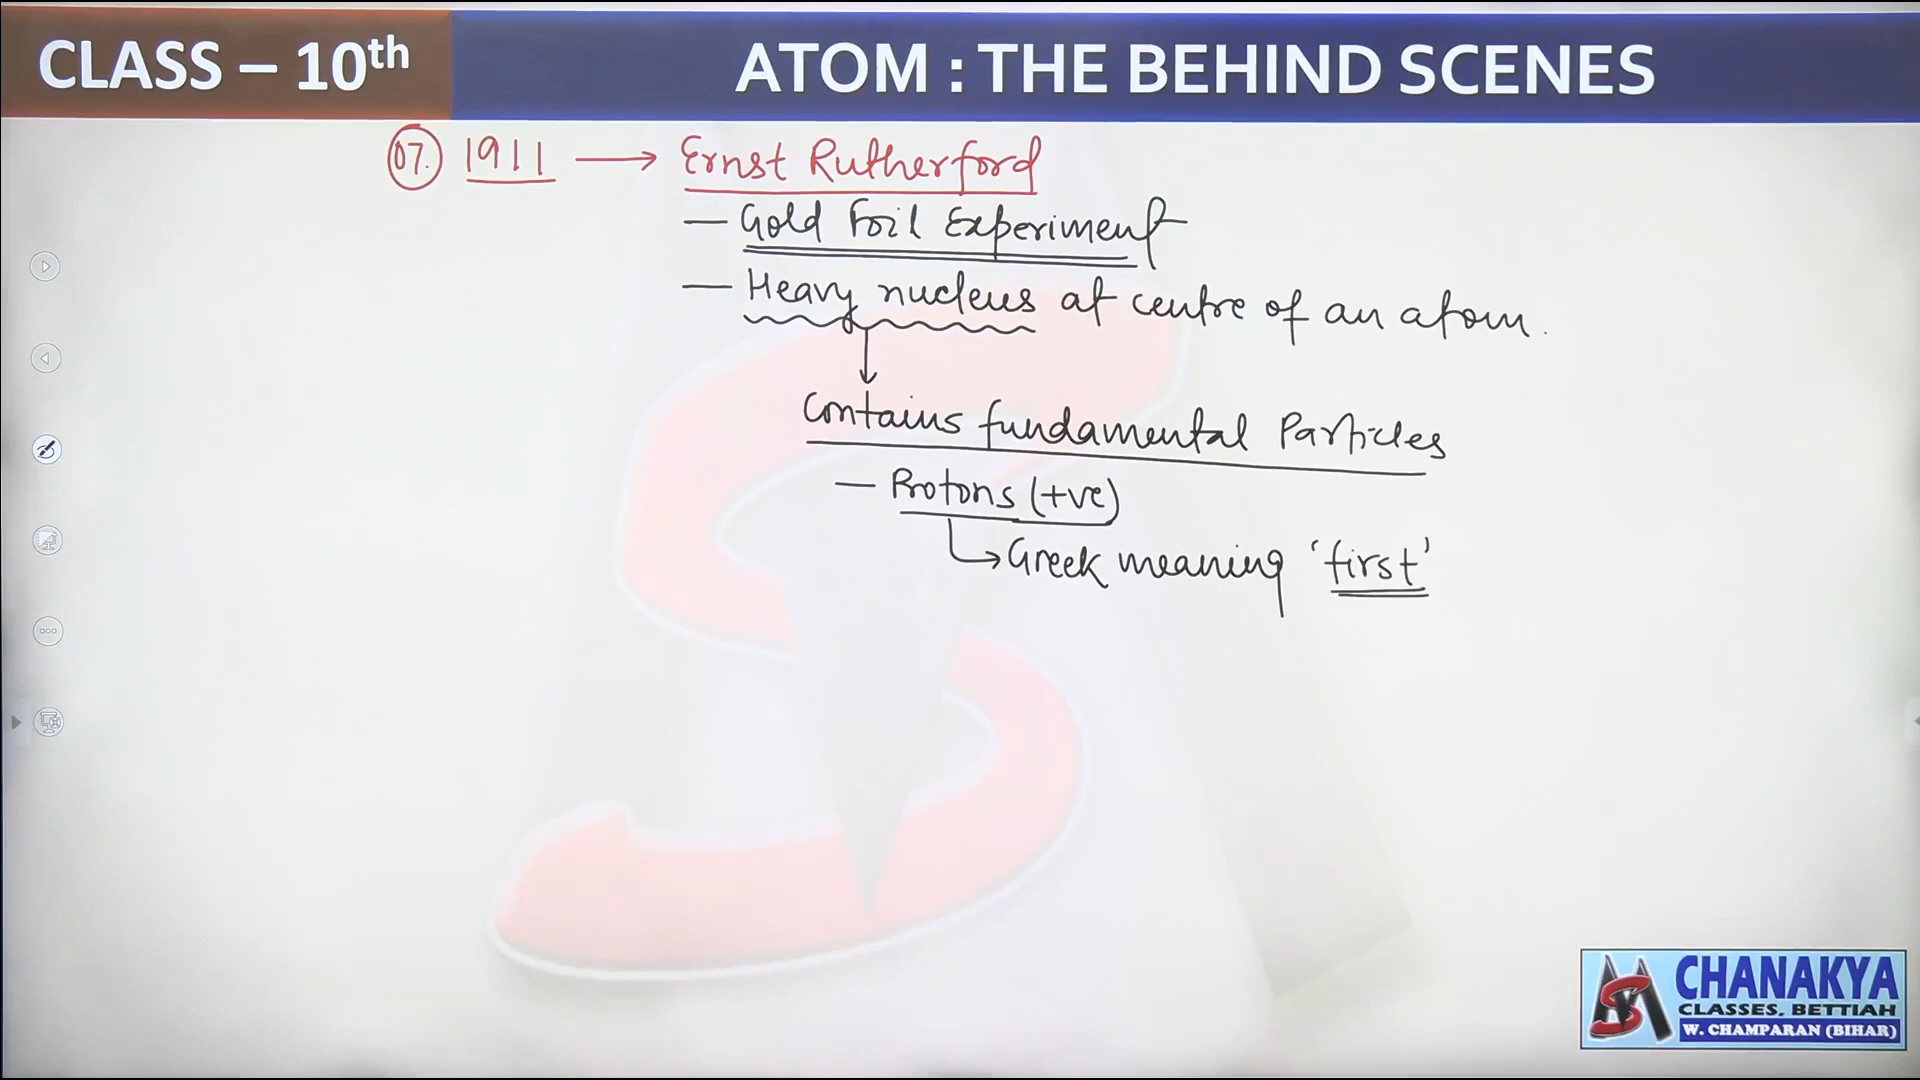 CLASS – 10th
ATOM : THE BEHIND SCENES
07. 1911 → Ernst Rutherford
— Gold Foil Experiment
— Heavy nucleus at centre of an atom.
Contains fundamental Particles
— Protons (+ve)
→ Greek meaning 'first'
CHANAKYA
CLASSES, BETTIAH
W. CHAMPARAN (BIHAR)